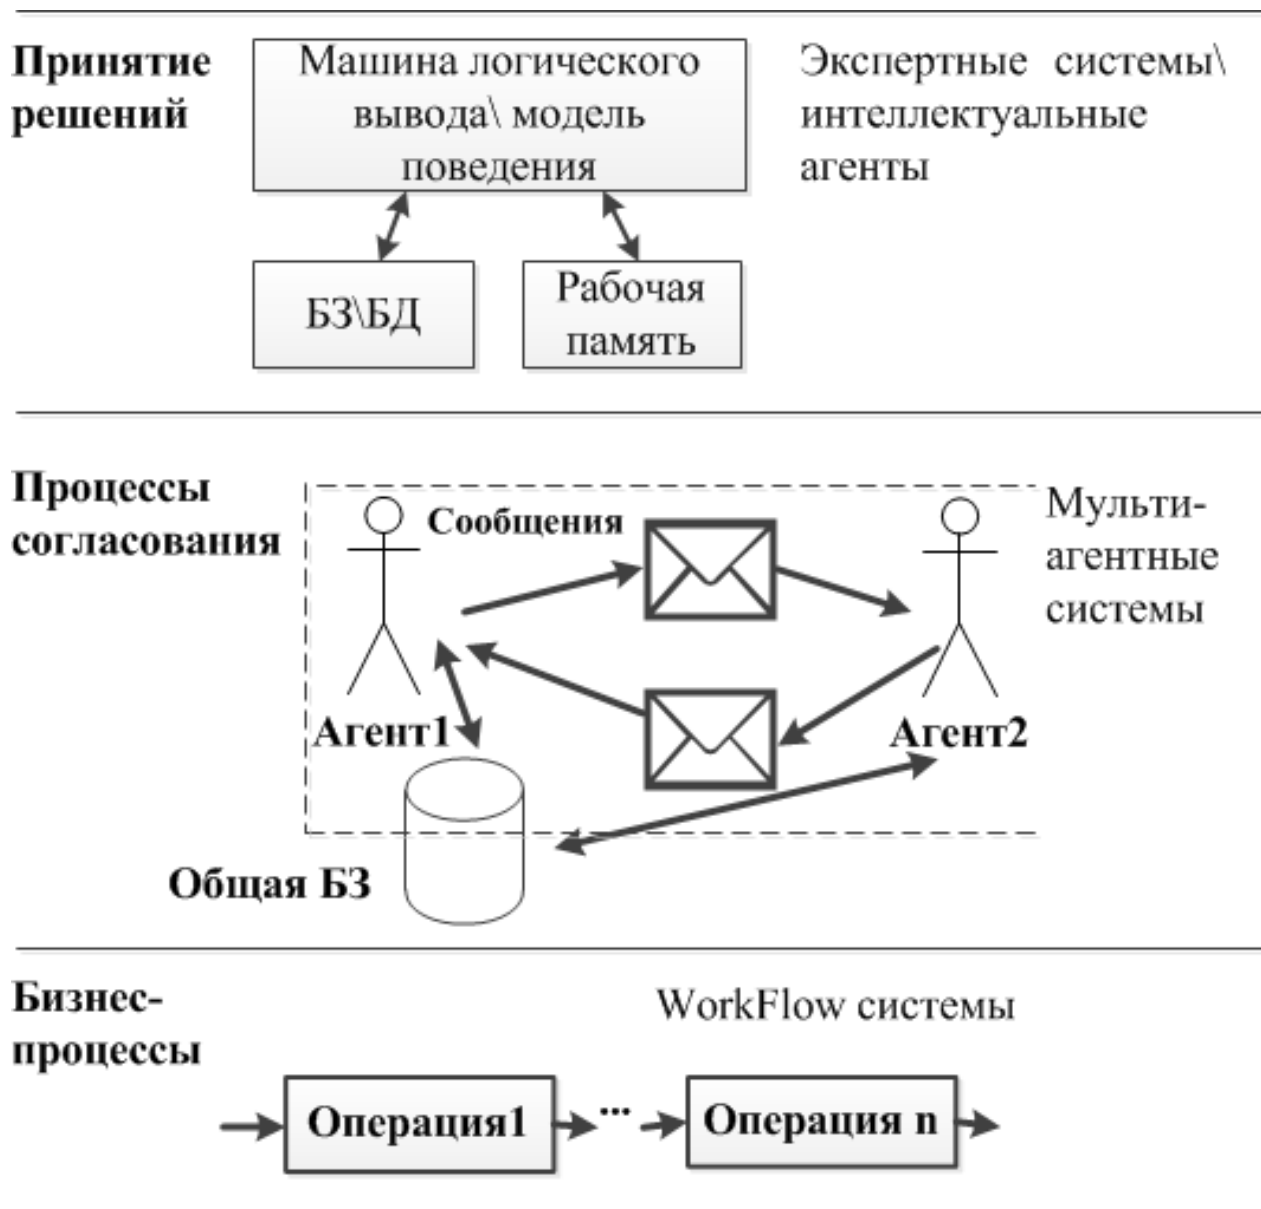 Принятие
решений
Машина логического
вывода\ модель
поведения
Экспертные системы\
интеллектуальные
агенты
БЗ\БД
Рабочая
память
Процессы
согласования
Сообщения
Мульти-
агентные
системы
Агент1
Агент2
Общая БЗ
Бизнес-
процессы
WorkFlow системы
Операция1
...
Операция n